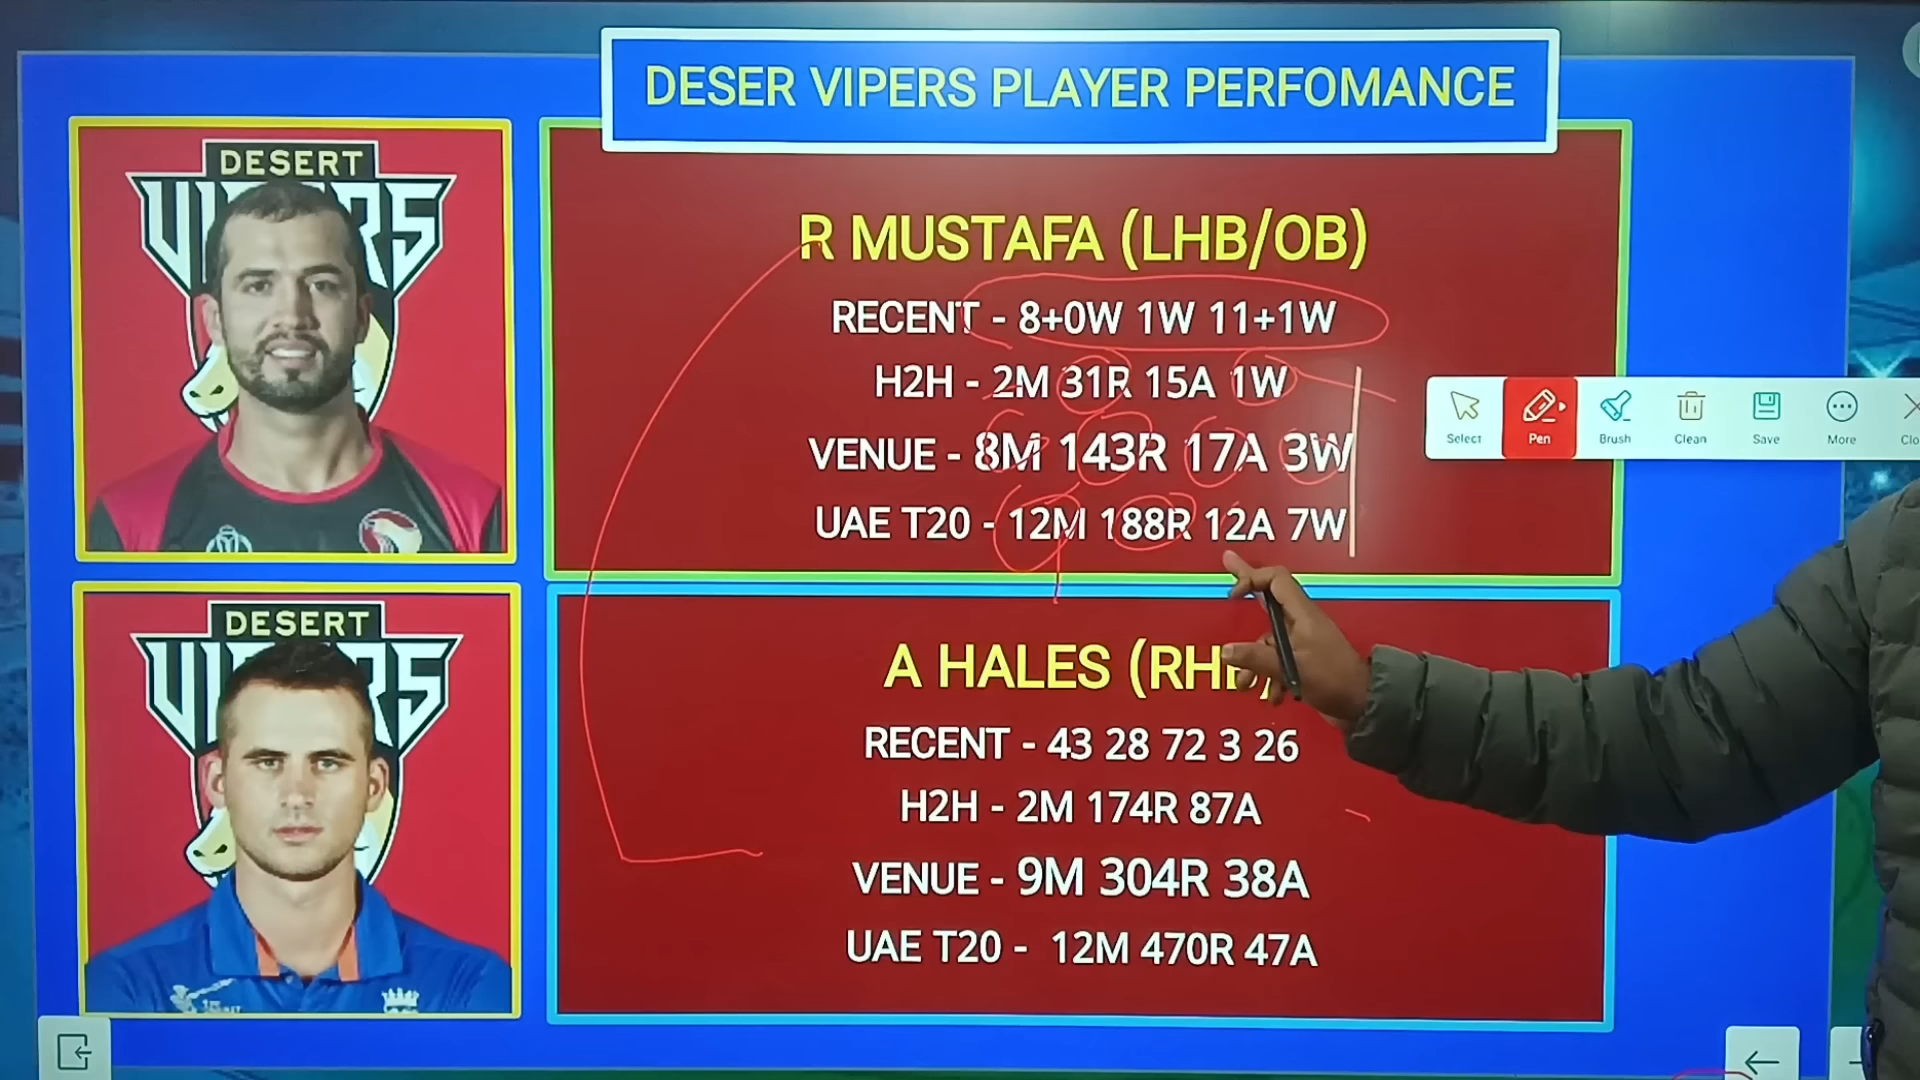 DESER VIPERS PLAYER PERFOMANCE
DESERT
R MUSTAFA (LHB/OB)
RECENT - 8+0W 1W 11+1W
H2H - 2M 31R 15A 1W
VENUE - 8M 143R 17A 3W
UAE T20 - 12M 188R 12A 7W
Select
Pen
Brush
Clean
Save
More
Clo
DESERT
A HALES (RHB)
RECENT - 43 28 72 3 26
H2H - 2M 174R 87A
VENUE - 9M 304R 38A
UAE T20 - 12M 470R 47A